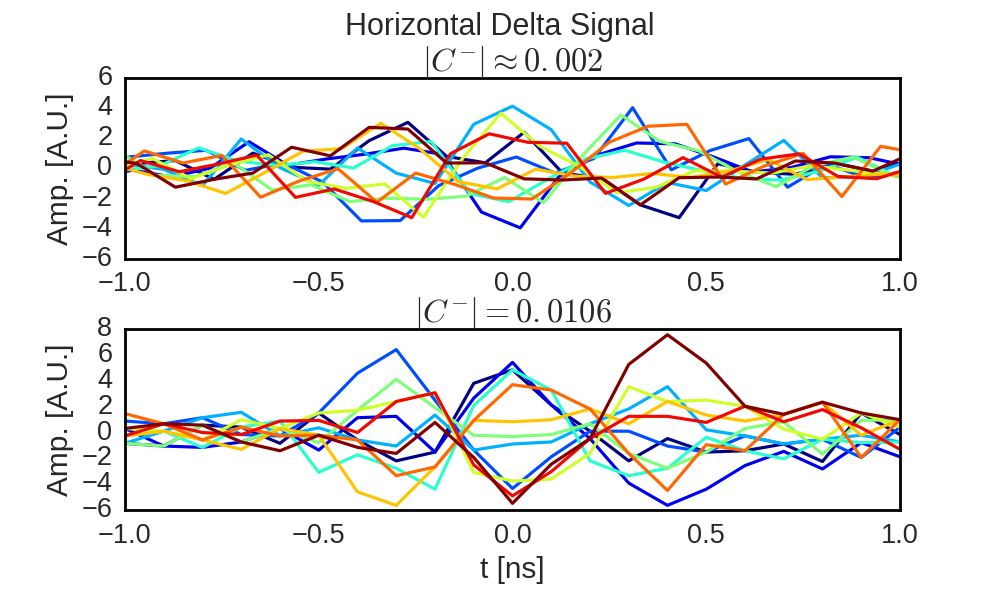 Horizontal Delta Signal
|C⁻| ≈ 0.002
6
4
2
0
−2
−4
−6
Amp. [A.U.]
−1.0 −0.5 0.0 0.5 1.0
|C⁻| = 0.0106
8
6
4
2
0
−2
−4
−6
Amp. [A.U.]
−1.0 −0.5 0.0 0.5 1.0
t [ns]